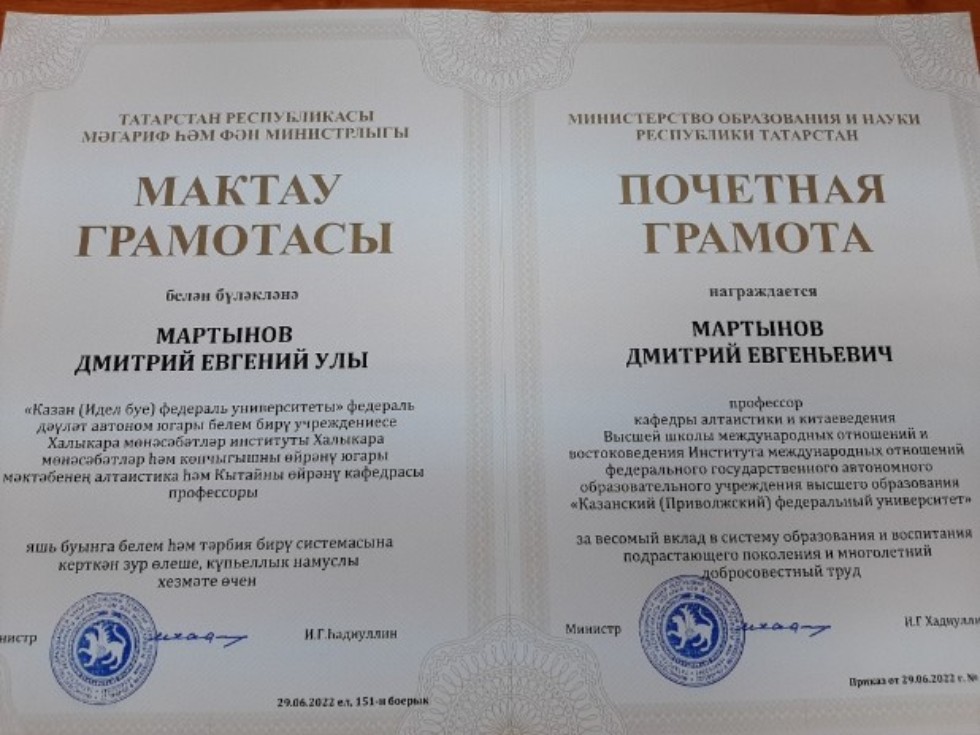 ТАТАРСТАН РЕСПУБЛИКАСЫ
МӘГАРИФ ҺӘМ ФӘН МИНИСТРЛЫГЫ
МАКТАУ
ГРАМОТАСЫ
белән бүләкләнә
МАРТЫНОВ
ДМИТРИЙ ЕВГЕНИЙ УЛЫ
«Казан (Идел буе) федераль университеты» федераль
дәүләт автоном югары белем бирү учреждениесе
Халыкара мөнәсәбәтләр институты Халыкара
мөнәсәбәтләр һәм көнчыгышны өйрәнү югары
мәктәбенең алтаистика һәм Кытайны өйрәнү кафедрасы
профессоры
яшь буынга белем һәм тәрбия бирү системасына
керткән зур өлеше, күпьеллык намуслы
хезмәте өчен
И.Г.Һадиуллин
29.06.2022 ел, 151-н боерык
МИНИСТЕРСТВО ОБРАЗОВАНИЯ И НАУКИ
РЕСПУБЛИКИ ТАТАРСТАН
ПОЧЕТНАЯ
ГРАМОТА
награждается
МАРТЫНОВ
ДМИТРИЙ ЕВГЕНЬЕВИЧ
профессор
кафедры алтаистики и китаеведения
Высшей школы международных отношений и
востоковедения Института международных отношений
федерального государственного автономного
образовательного учреждения высшего образования
«Казанский (Приволжский) федеральный университет»
за весомый вклад в систему образования и воспитания
подрастающего поколения и многолетний
добросовестный труд
Министр И.Г.Хадиулли
Приказ от 29.06.2022 г. №